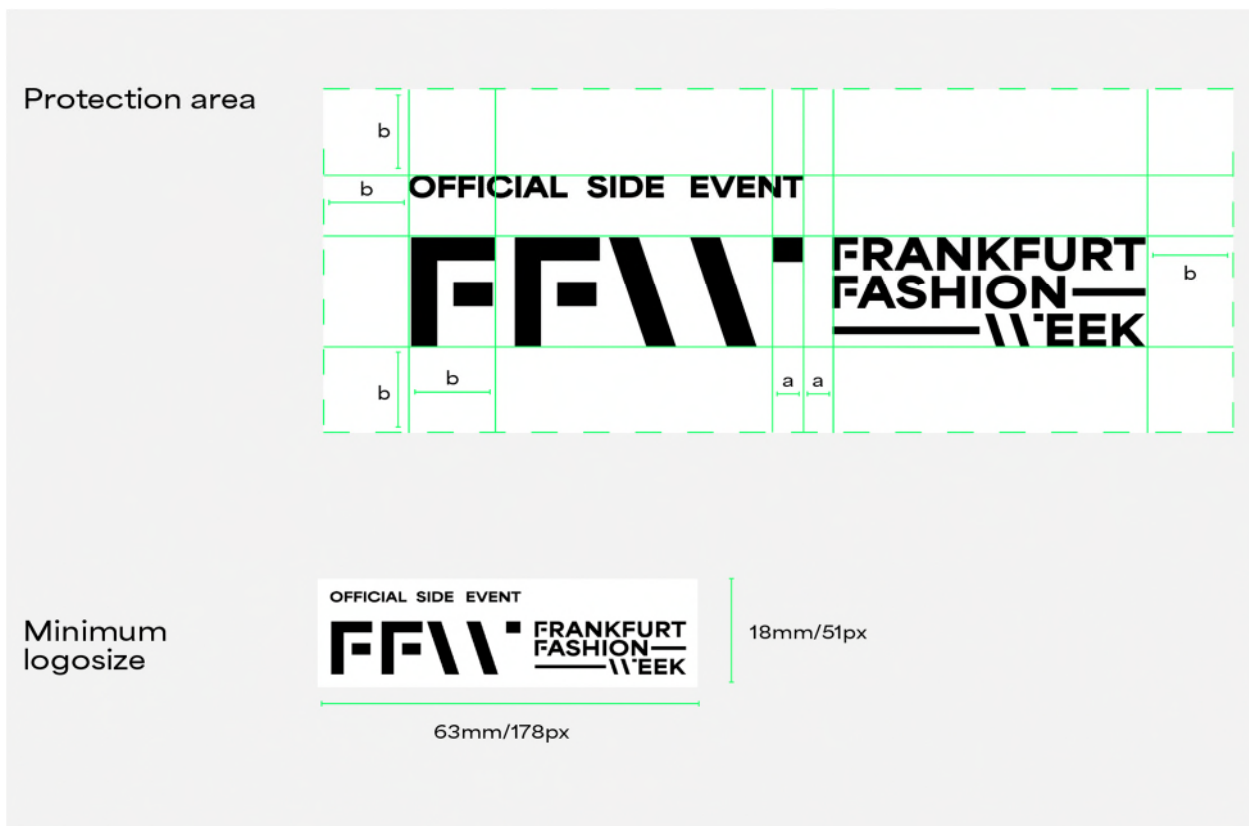 Protection area
b
b
OFFICIAL SIDE EVENT
FFW
FRANKFURT
FASHION
WEEK
b
b
b
a a
Minimum
logosize
OFFICIAL SIDE EVENT
FFW
FRANKFURT
FASHION
WEEK
18mm/51px
63mm/178px